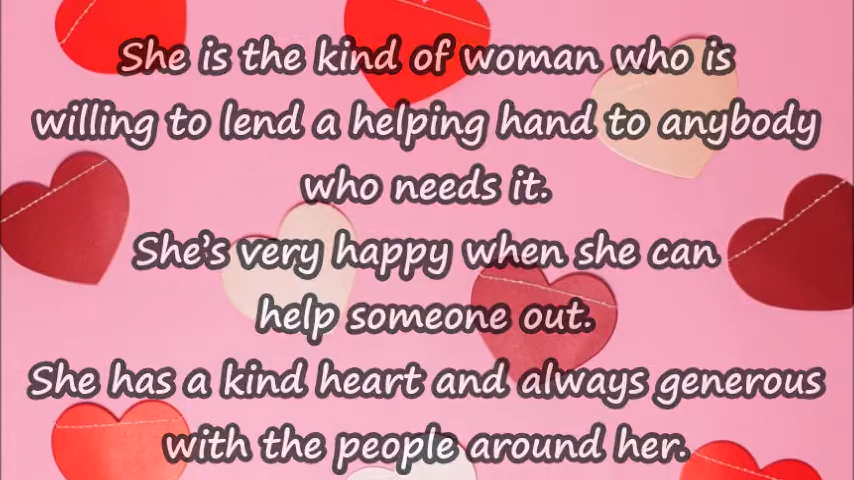 She is the kind of woman who is
willing to lend a helping hand to anybody
who needs it.
She’s very happy when she can
help someone out.
She has a kind heart and always generous
with the people around her.